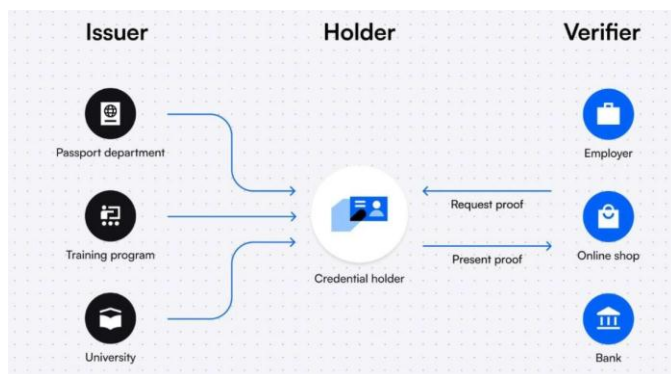 Issuer
Holder
Verifier
Passport department
Employer
Request proof
Training program
Present proof
Online shop
Credential holder
University
Bank